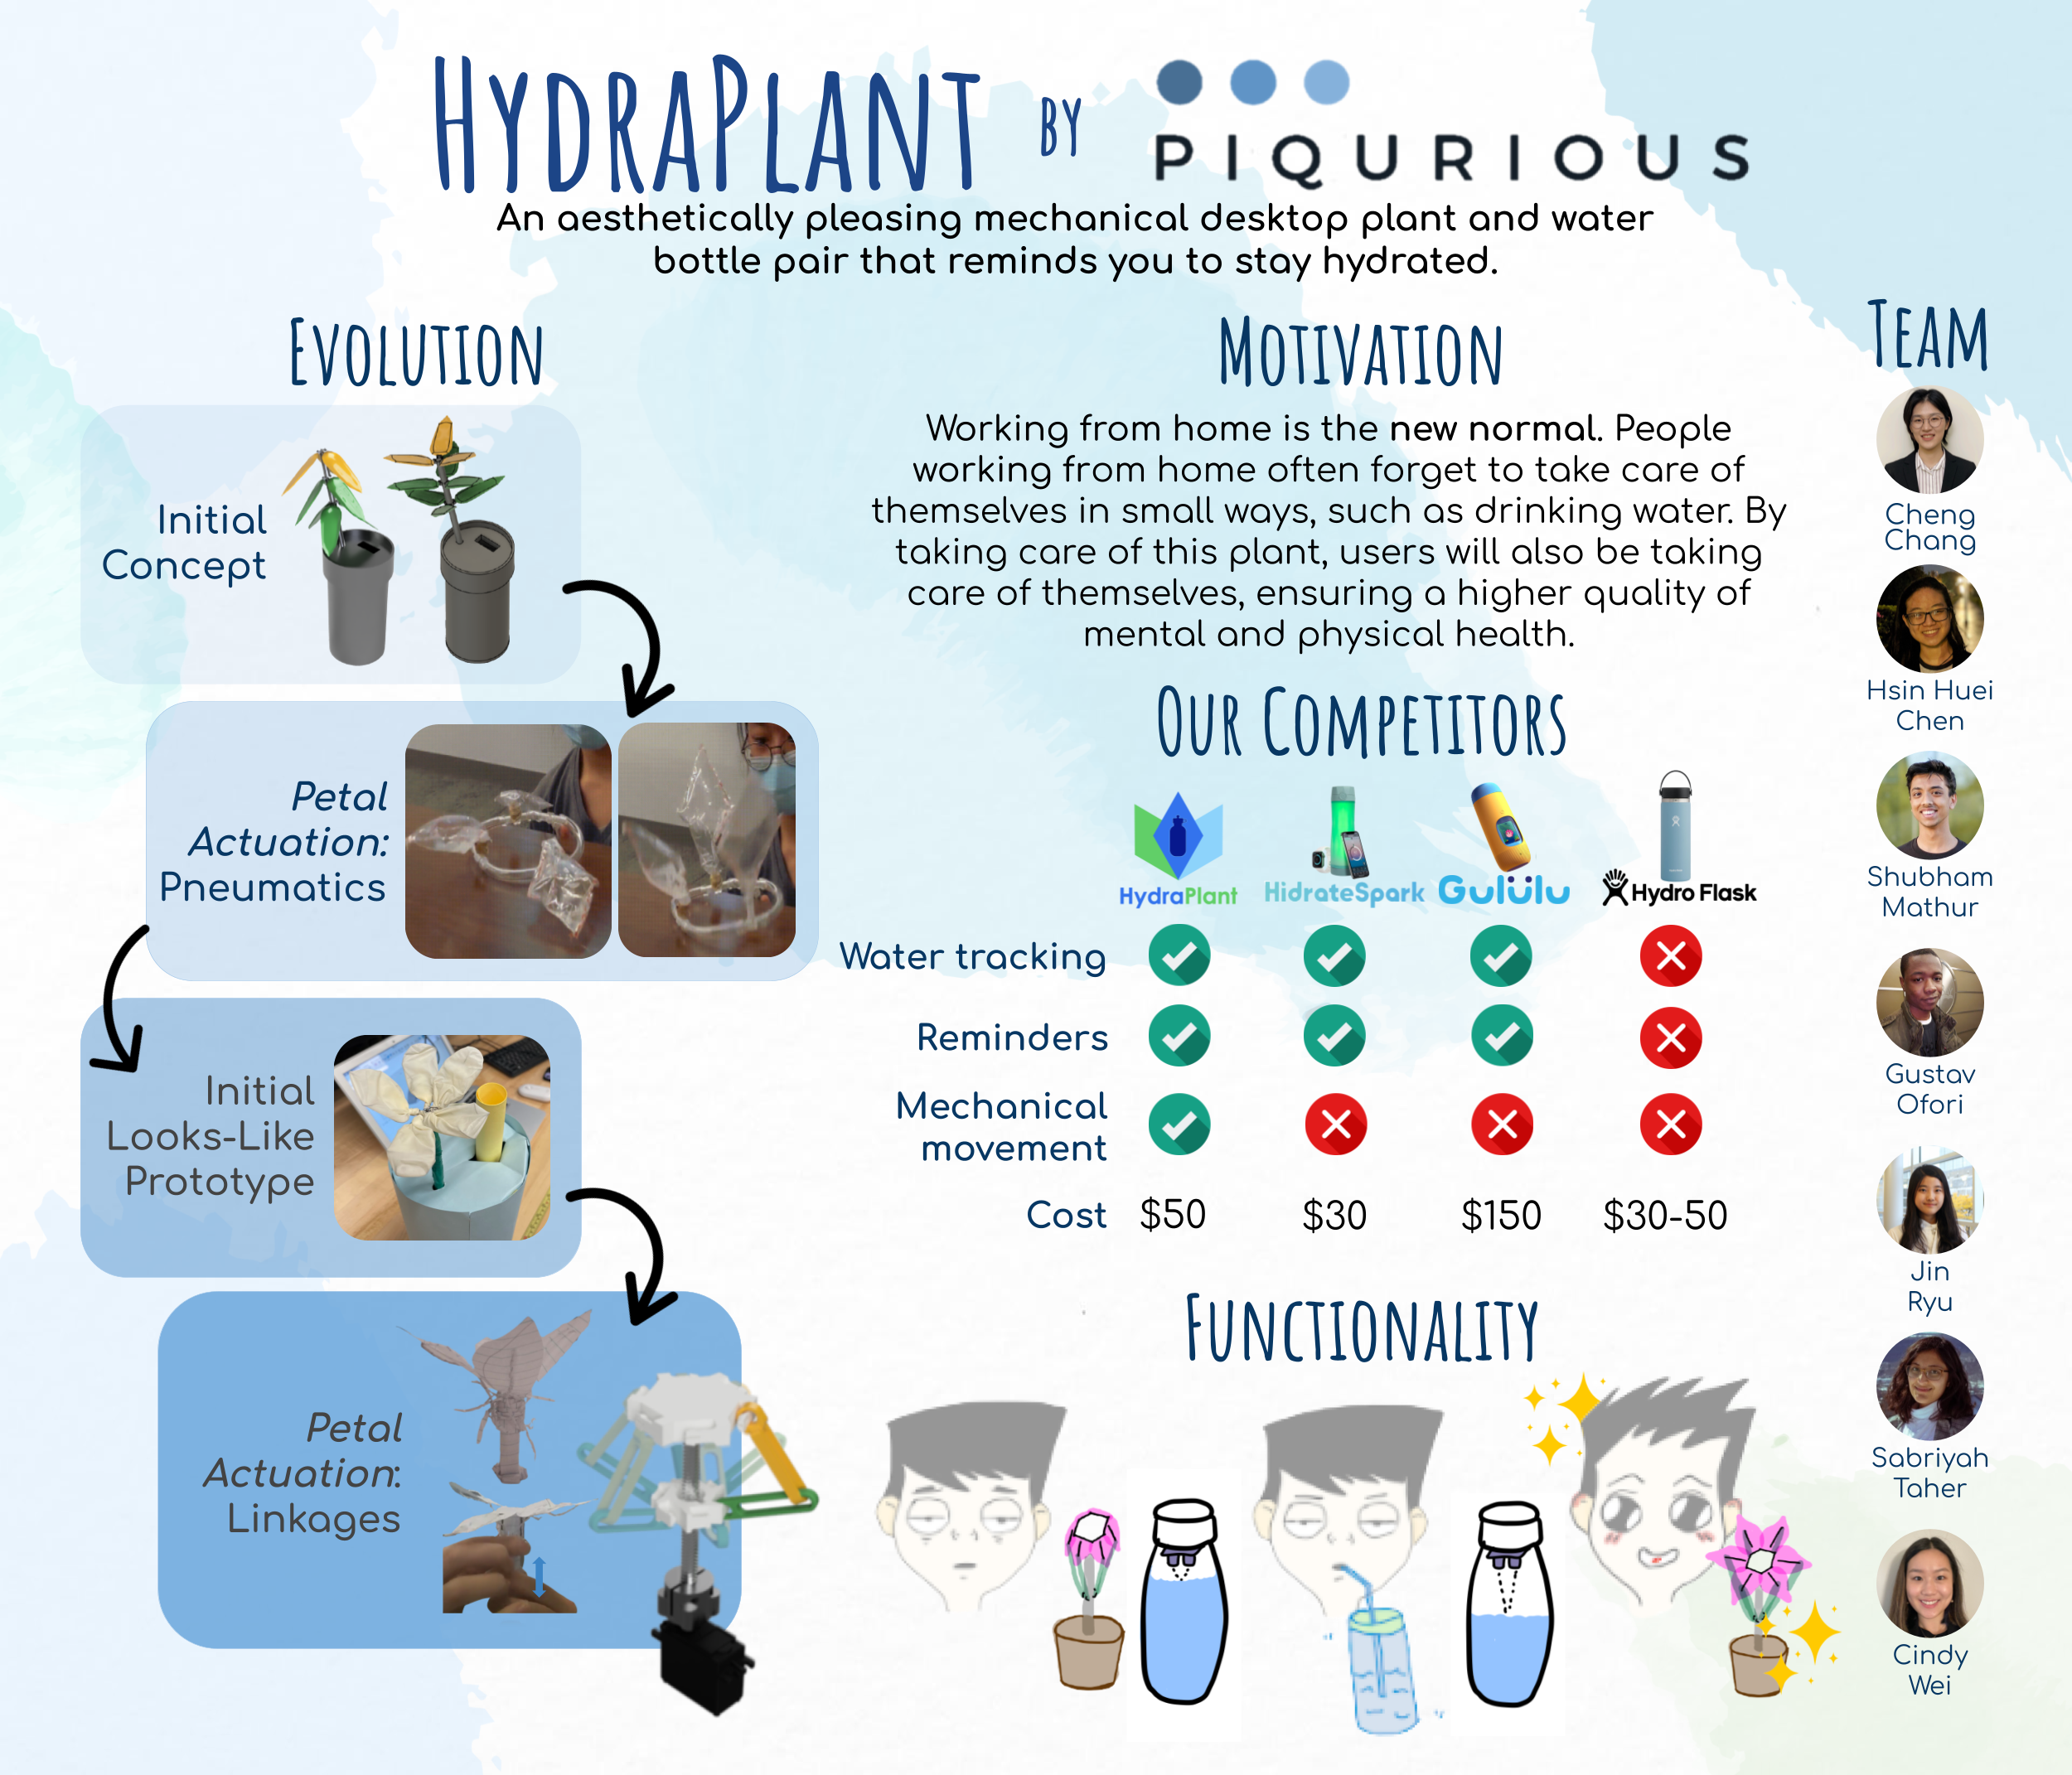 HYDRAPLANT BY PIQURIOUS
An aesthetically pleasing mechanical desktop plant and water
bottle pair that reminds you to stay hydrated.
EVOLUTION
Initial
Concept
Petal
Actuation:
Pneumatics
Initial
Looks-Like
Prototype
Petal
Actuation:
Linkages
MOTIVATION
Working from home is the new normal. People
working from home often forget to take care of
themselves in small ways, such as drinking water. By
taking care of this plant, users will also be taking
care of themselves, ensuring a higher quality of
mental and physical health.
OUR COMPETITORS
HydraPlant HidrateSpark Gululu Hydro Flask
Water tracking
Reminders
Mechanical
movement
Cost $50 $30 $150 $30-50
FUNCTIONALITY
TEAM
Cheng
Chang
Hsin Huei
Chen
Shubham
Mathur
Gustav
Ofori
Jin
Ryu
Sabriyah
Taher
Cindy
Wei